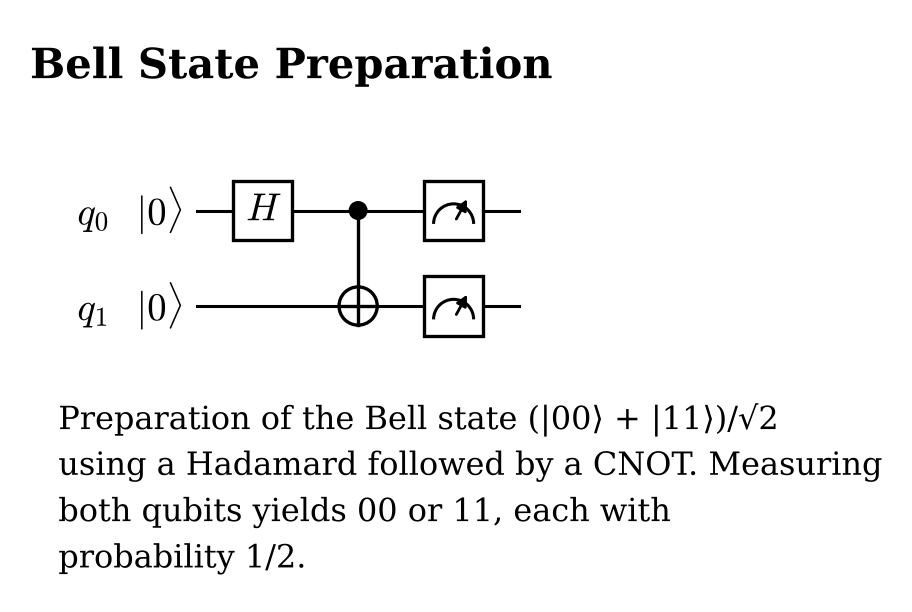 Bell State Preparation
q₀ |0⟩ H
q₁ |0⟩
Preparation of the Bell state (|00⟩ + |11⟩)/√2
using a Hadamard followed by a CNOT. Measuring
both qubits yields 00 or 11, each with
probability 1/2.